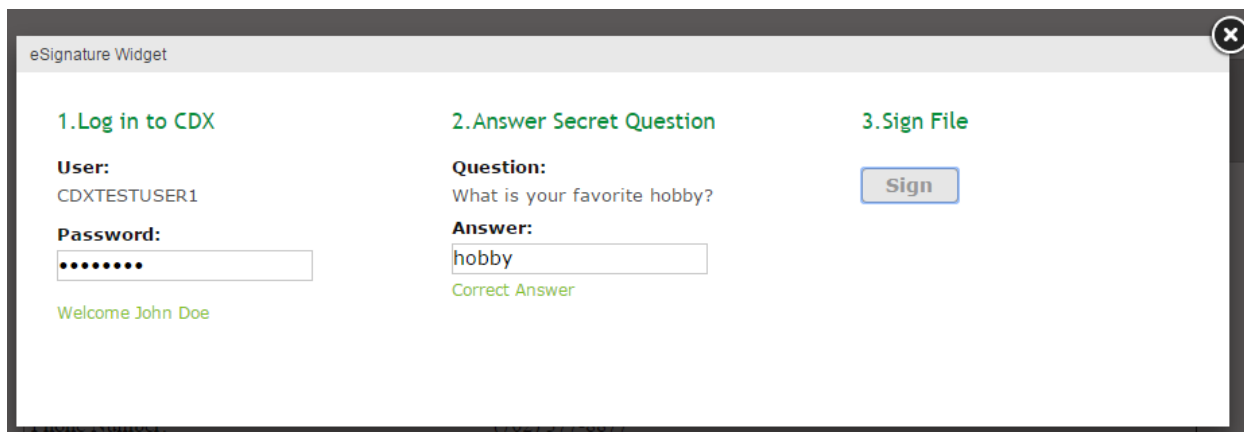 eSignature Widget
1.Log in to CDX
User:
CDXTESTUSER1
Password:
••••••••
Welcome John Doe
2.Answer Secret Question
Question:
What is your favorite hobby?
Answer:
hobby
Correct Answer
3.Sign File
Sign